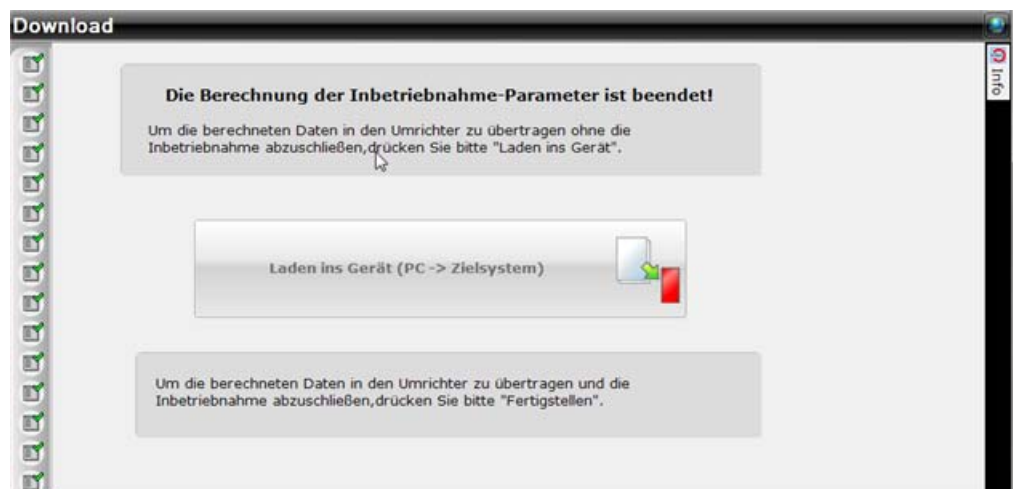 Download
Info
Die Berechnung der Inbetriebnahme-Parameter ist beendet!
Um die berechneten Daten in den Umrichter zu übertragen ohne die
Inbetriebnahme abzuschließen,drücken Sie bitte "Laden ins Gerät".
Laden ins Gerät (PC -> Zielsystem)
Um die berechneten Daten in den Umrichter zu übertragen und die
Inbetriebnahme abzuschließen,drücken Sie bitte "Fertigstellen".